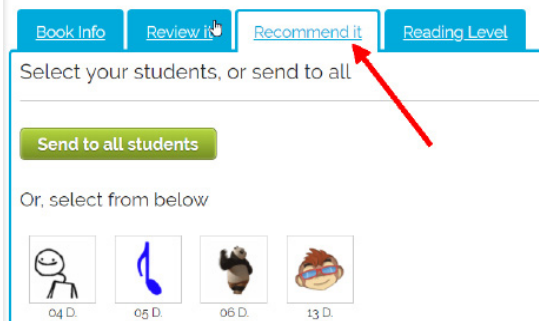 Book Info Review it Recommend it Reading Level
Select your students, or send to all
Send to all students
Or, select from below
04 D. 05 D. 06 D. 13 D.